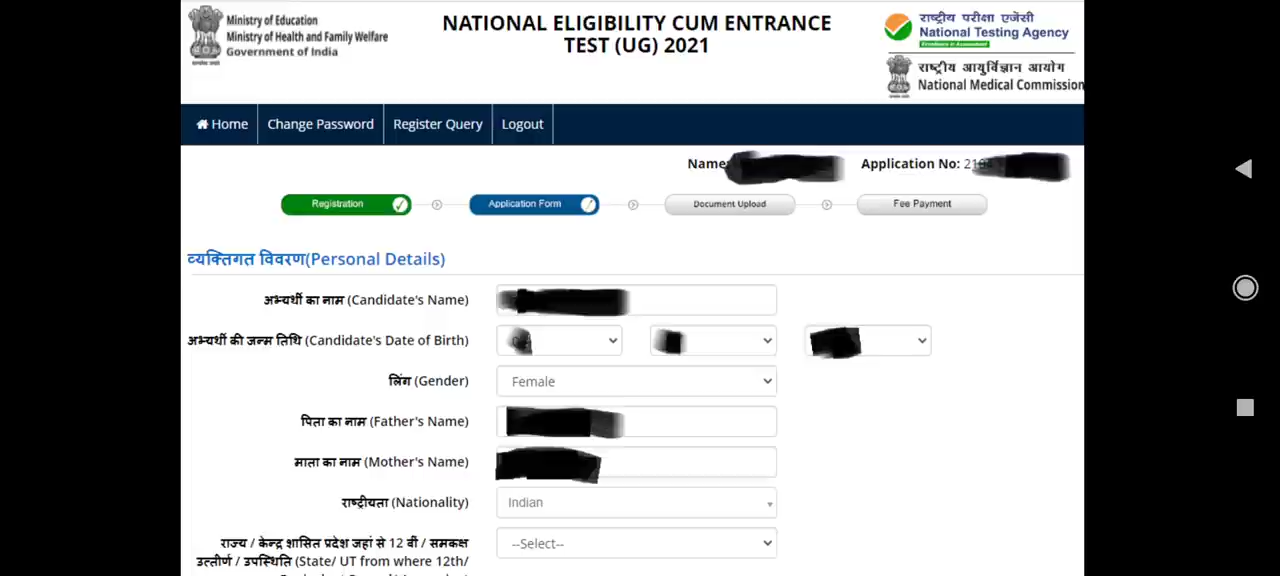 Ministry of Education
Ministry of Health and Family Welfare
Government of India
NATIONAL ELIGIBILITY CUM ENTRANCE
TEST (UG) 2021
राष्ट्रीय परीक्षा एजेंसी
National Testing Agency
Excellence in Assessment
राष्ट्रीय आयुर्विज्ञान आयोग
National Medical Commission
Home Change Password Register Query Logout
Name: Application No: 21
Registration Application Form Document Upload Fee Payment
व्यक्तिगत विवरण(Personal Details)
अभ्यर्थी का नाम (Candidate's Name)
अभ्यर्थी की जन्म तिथि (Candidate's Date of Birth)
लिंग (Gender) Female
पिता का नाम (Father's Name)
माता का नाम (Mother's Name)
राष्ट्रीयता (Nationality) Indian
राज्य / केन्द्र शासित प्रदेश जहां से 12 वीं / समकक्ष --Select--
उत्तीर्ण / उपस्थिति (State/ UT from where 12th/